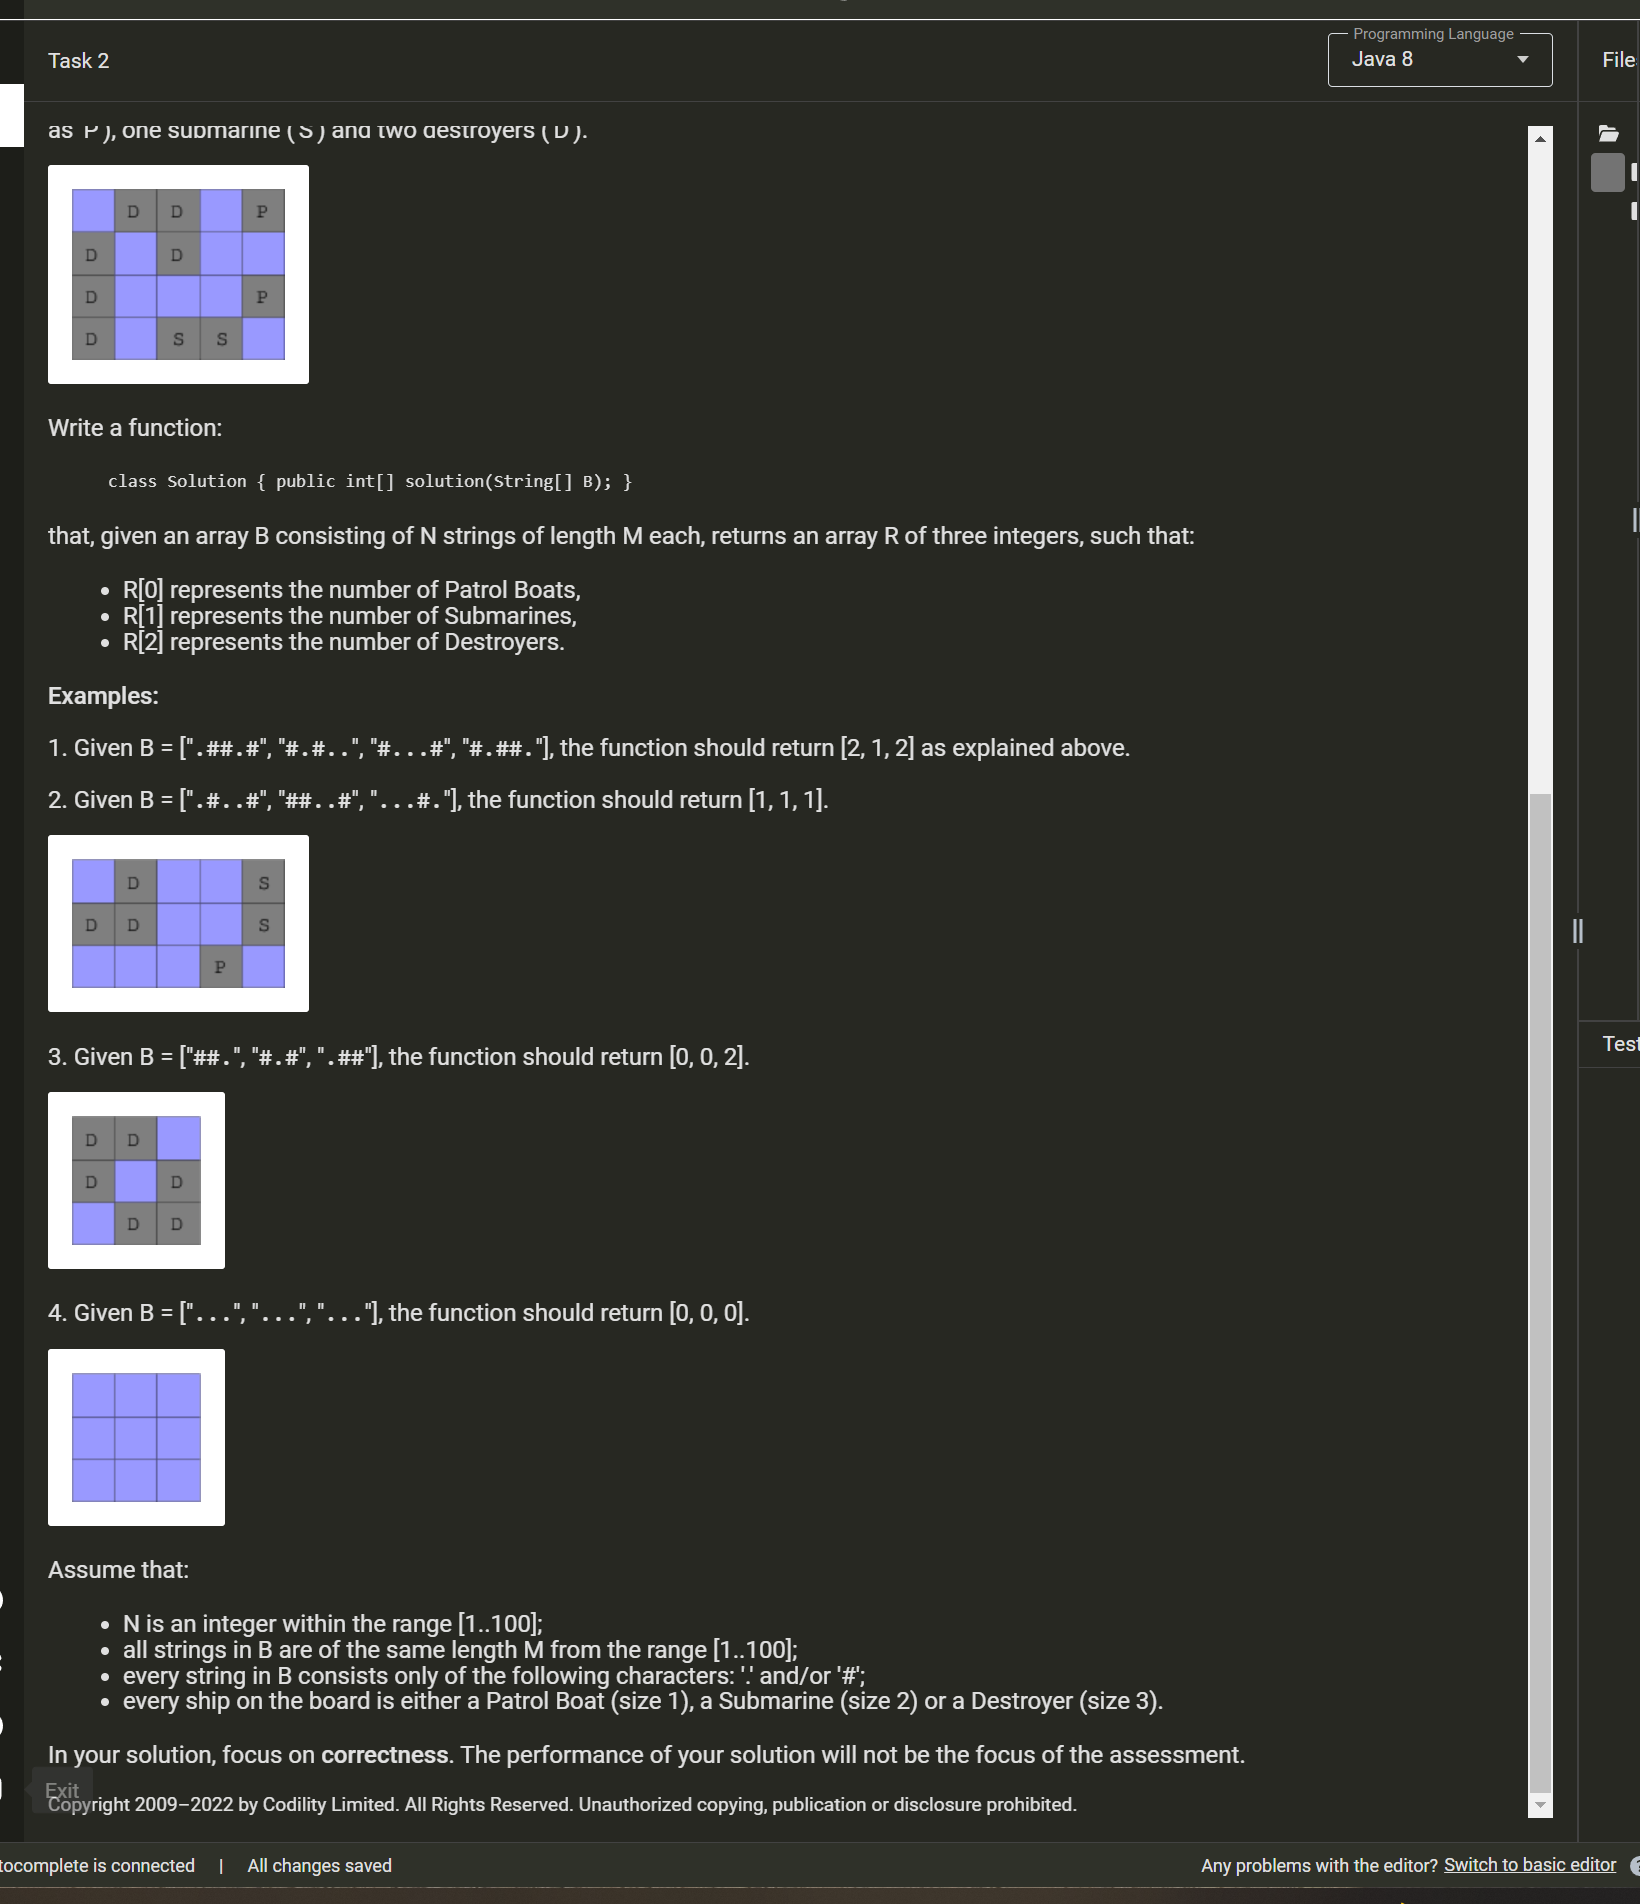 Task 2
Programming Language
Java 8
File
as P ), one submarine ( S ) and two destroyers ( D ).
D D P
D D
D P
D S S
Write a function:
class Solution { public int[] solution(String[] B); }
that, given an array B consisting of N strings of length M each, returns an array R of three integers, such that:
• R[0] represents the number of Patrol Boats,
• R[1] represents the number of Submarines,
• R[2] represents the number of Destroyers.
Examples:
1. Given B = [".##.#", "#.#..", "#...#", "#.##."], the function should return [2, 1, 2] as explained above.
2. Given B = [".#..#", "##..#", "...#."], the function should return [1, 1, 1].
D S
D D S
P
3. Given B = ["##.", "#.#", ".##"], the function should return [0, 0, 2].
Test
D D
D D
D D
4. Given B = ["...", "...", "..."], the function should return [0, 0, 0].
Assume that:
• N is an integer within the range [1..100];
• all strings in B are of the same length M from the range [1..100];
• every string in B consists only of the following characters: '.' and/or '#';
• every ship on the board is either a Patrol Boat (size 1), a Submarine (size 2) or a Destroyer (size 3).
In your solution, focus on correctness. The performance of your solution will not be the focus of the assessment.
Exit
Copyright 2009–2022 by Codility Limited. All Rights Reserved. Unauthorized copying, publication or disclosure prohibited.
tocomplete is connected | All changes saved
Any problems with the editor? Switch to basic editor